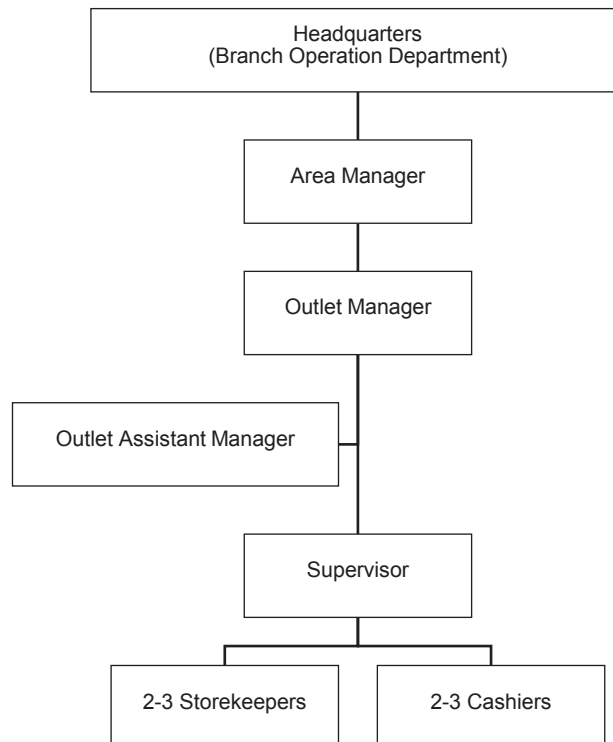 Headquarters
(Branch Operation Department)
Area Manager
Outlet Manager
Outlet Assistant Manager
Supervisor
2-3 Storekeepers
2-3 Cashiers